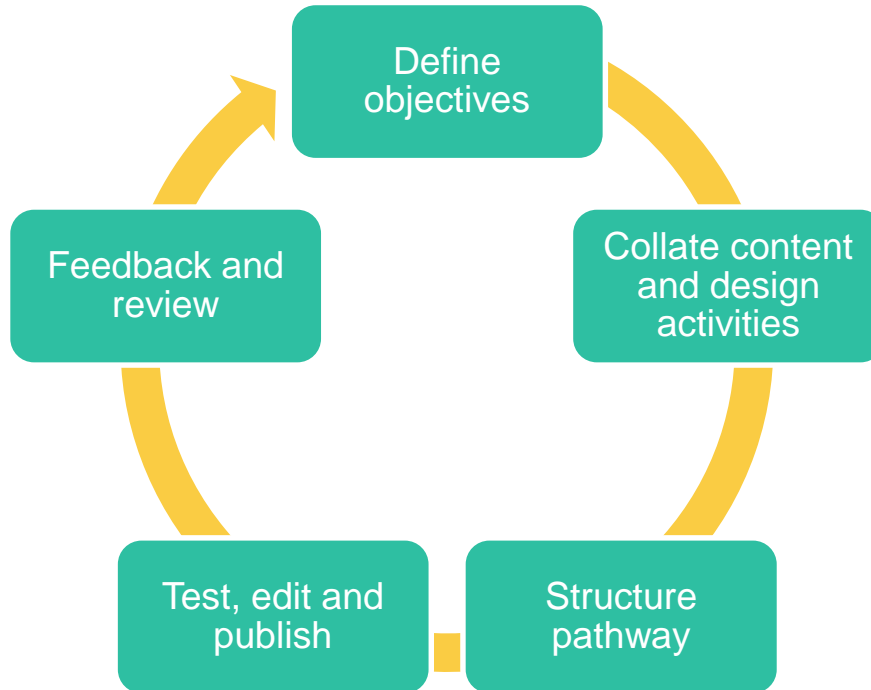 Define
objectives
Collate content
and design
activities
Structure
pathway
Test, edit and
publish
Feedback and
review